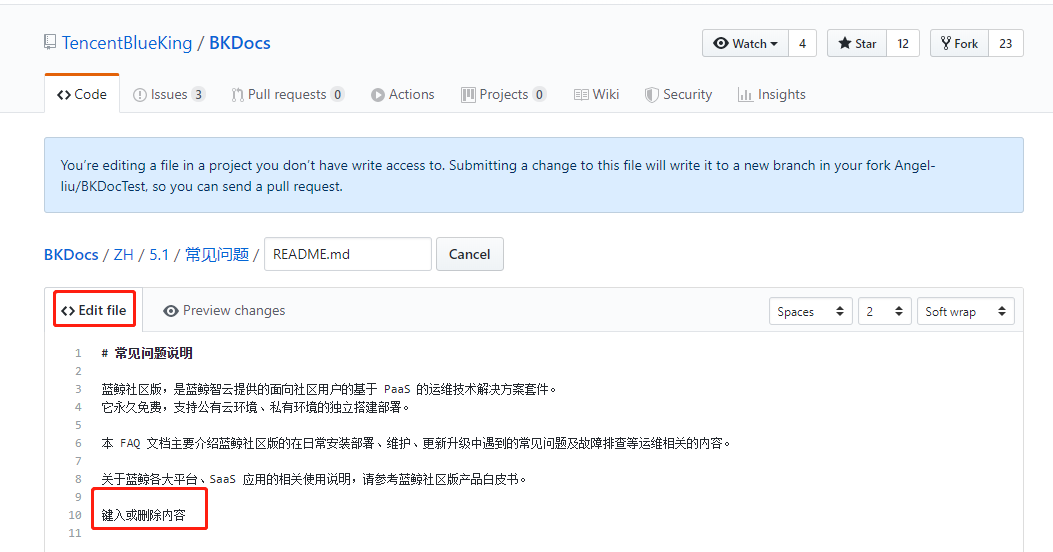 TencentBlueKing / BKDocs
Watch 4 Star 12 Fork 23
Code Issues 3 Pull requests 0 Actions Projects 0 Wiki Security Insights
You're editing a file in a project you don't have write access to. Submitting a change to this file will write it to a new branch in your fork Angel-
liu/BKDocTest, so you can send a pull request.
BKDocs / ZH / 5.1 / 常见问题 / README.md Cancel
Edit file Preview changes Spaces 2 Soft wrap
1 # 常见问题说明
2
3 蓝鲸社区版，是蓝鲸智云提供的面向社区用户的基于 PaaS 的运维技术解决方案套件。
4 它永久免费，支持公有云环境、私有环境的独立搭建部署。
5
6 本 FAQ 文档主要介绍蓝鲸社区版的在日常安装部署、维护、更新升级中遇到的常见问题及故障排查等运维相关的内容。
7
8 关于蓝鲸各大平台、SaaS 应用的相关使用说明，请参考蓝鲸社区版产品白皮书。
9
10 键入或删除内容
11